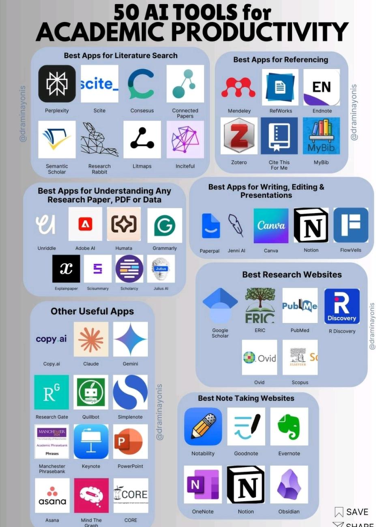 50 AI TOOLS for
ACADEMIC PRODUCTIVITY
Best Apps for Literature Search
scite_
Perplexity
Scite
Consesus
Connected
Papers
Semantic
Scholar
Research
Rabbit
Litmaps
Inciteful
Best Apps for Referencing
EN
Mendeley
RefWorks
Endnote
Z
MyBib
Zotero
Cite This
For Me
MyBib
@draminayonis
@draminayonis
Best Apps for Understanding Any
Research Paper, PDF or Data
Unriddle
Adobe AI
Humata
Grammarly
Explainpaper
Scisummary
Scholarcy
Julius AI
Best Apps for Writing, Editing &
Presentations
Canva
Paperpal
Jenni AI
Canva
Notion
FlowVella
Best Research Websites
ERIC
R
Discovery
Google
Scholar
ERIC
PubMed
R Discovery
Ovid
Ovid
Scopus
@draminayonis
Other Useful Apps
copy.ai
Copy.ai
Claude
Gemini
RG
Research Gate
Quillbot
Simplenote
Manchester
Phrasebank
Keynote
PowerPoint
asana
CORE
Asana
Mind The
Graph
CORE
@draminayonis
Best Note Taking Websites
Notability
Goodnote
Evernote
OneNote
Notion
Obsidian
SAVE
SHARE